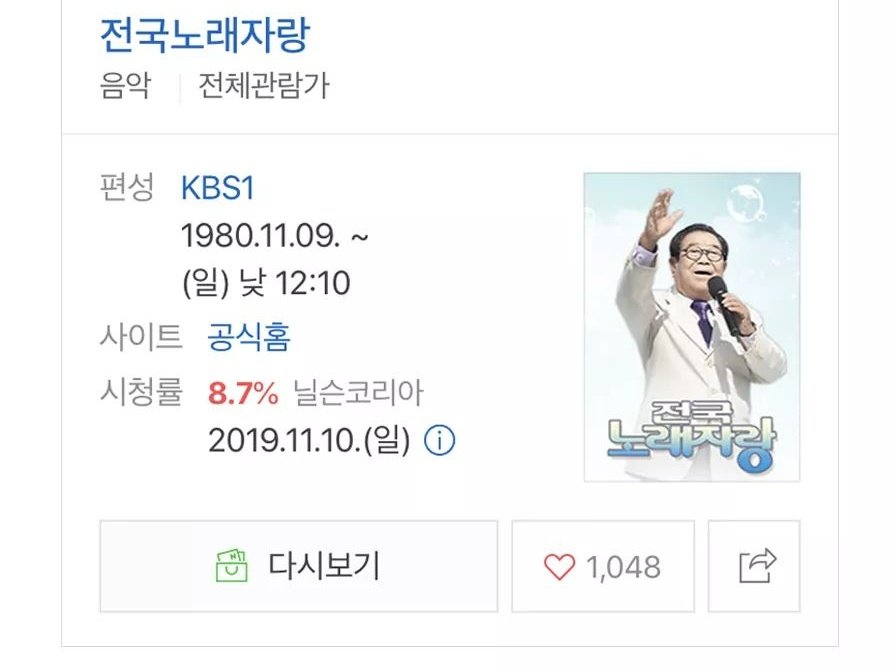 전국노래자랑
음악 전체관람가
편성 KBS1
1980.11.09. ~
(일) 낮 12:10
사이트 공식홈
시청률 8.7% 닐슨코리아
2019.11.10.(일)
전국
노래자랑
다시보기
1,048